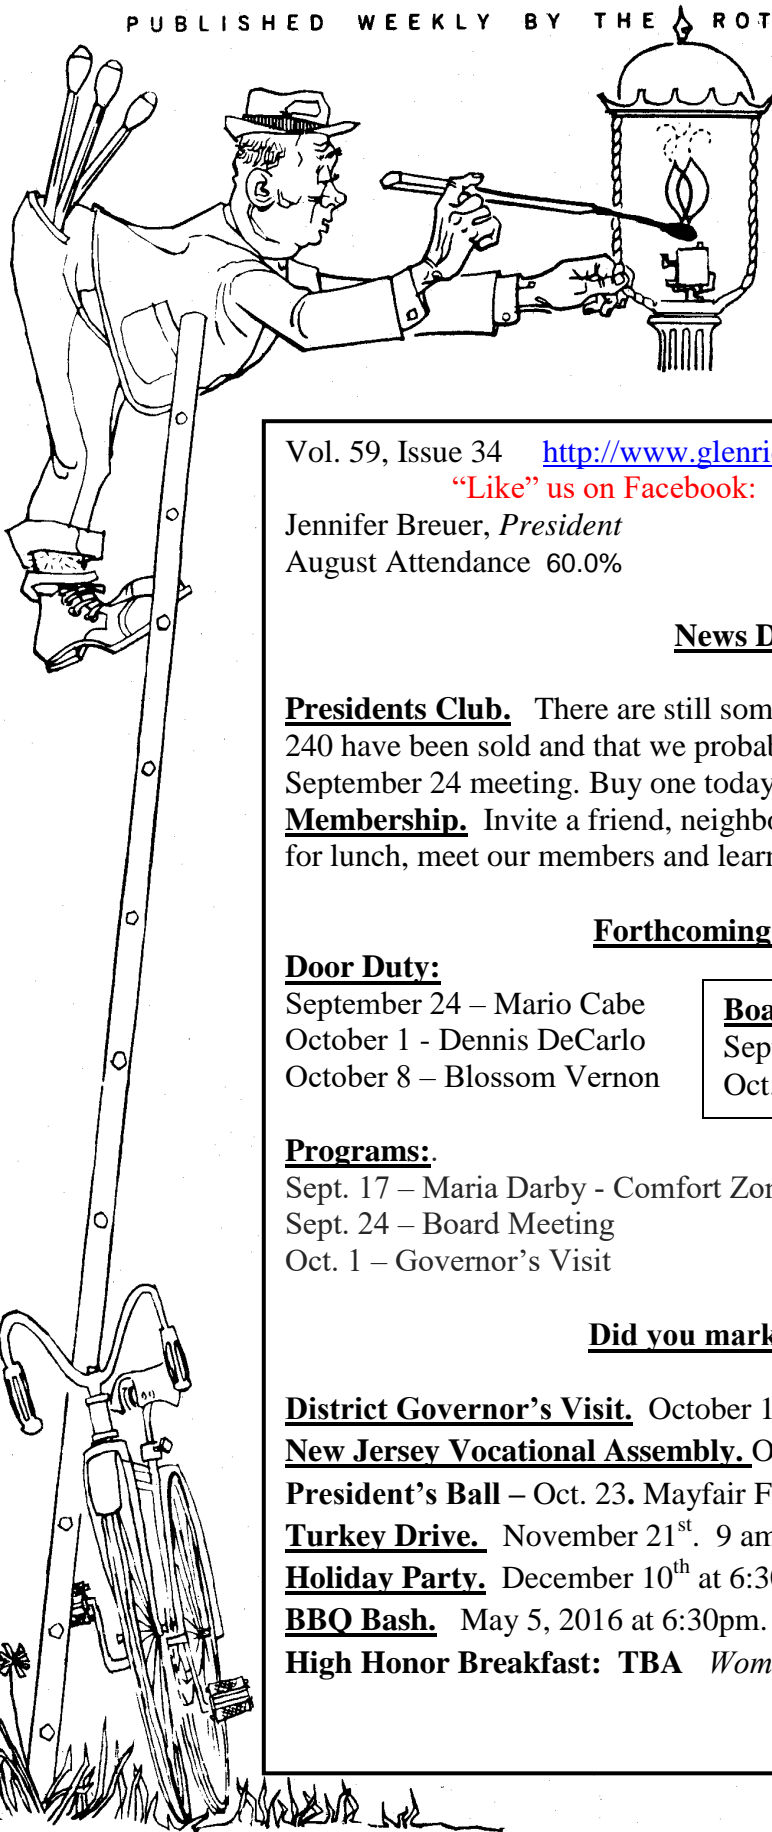 PUBLISHED WEEKLY BY THE ROT
Vol. 59, Issue 34 http://www.glenri
“Like” us on Facebook:
Jennifer Breuer, President
August Attendance 60.0%
News D
Presidents Club. There are still som
240 have been sold and that we probab
September 24 meeting. Buy one today
Membership. Invite a friend, neighbo
for lunch, meet our members and learn
Forthcoming
Door Duty:
September 24 – Mario Cabe
October 1 - Dennis DeCarlo
October 8 – Blossom Vernon
Boa
Sep
Oct.
Programs:.
Sept. 17 – Maria Darby - Comfort Zon
Sept. 24 – Board Meeting
Oct. 1 – Governor’s Visit
Did you mark
District Governor’s Visit. October 1
New Jersey Vocational Assembly. O
President’s Ball – Oct. 23. Mayfair F
Turkey Drive. November 21st. 9 am
Holiday Party. December 10th at 6:30
BBQ Bash. May 5, 2016 at 6:30pm.
High Honor Breakfast: TBA Wom